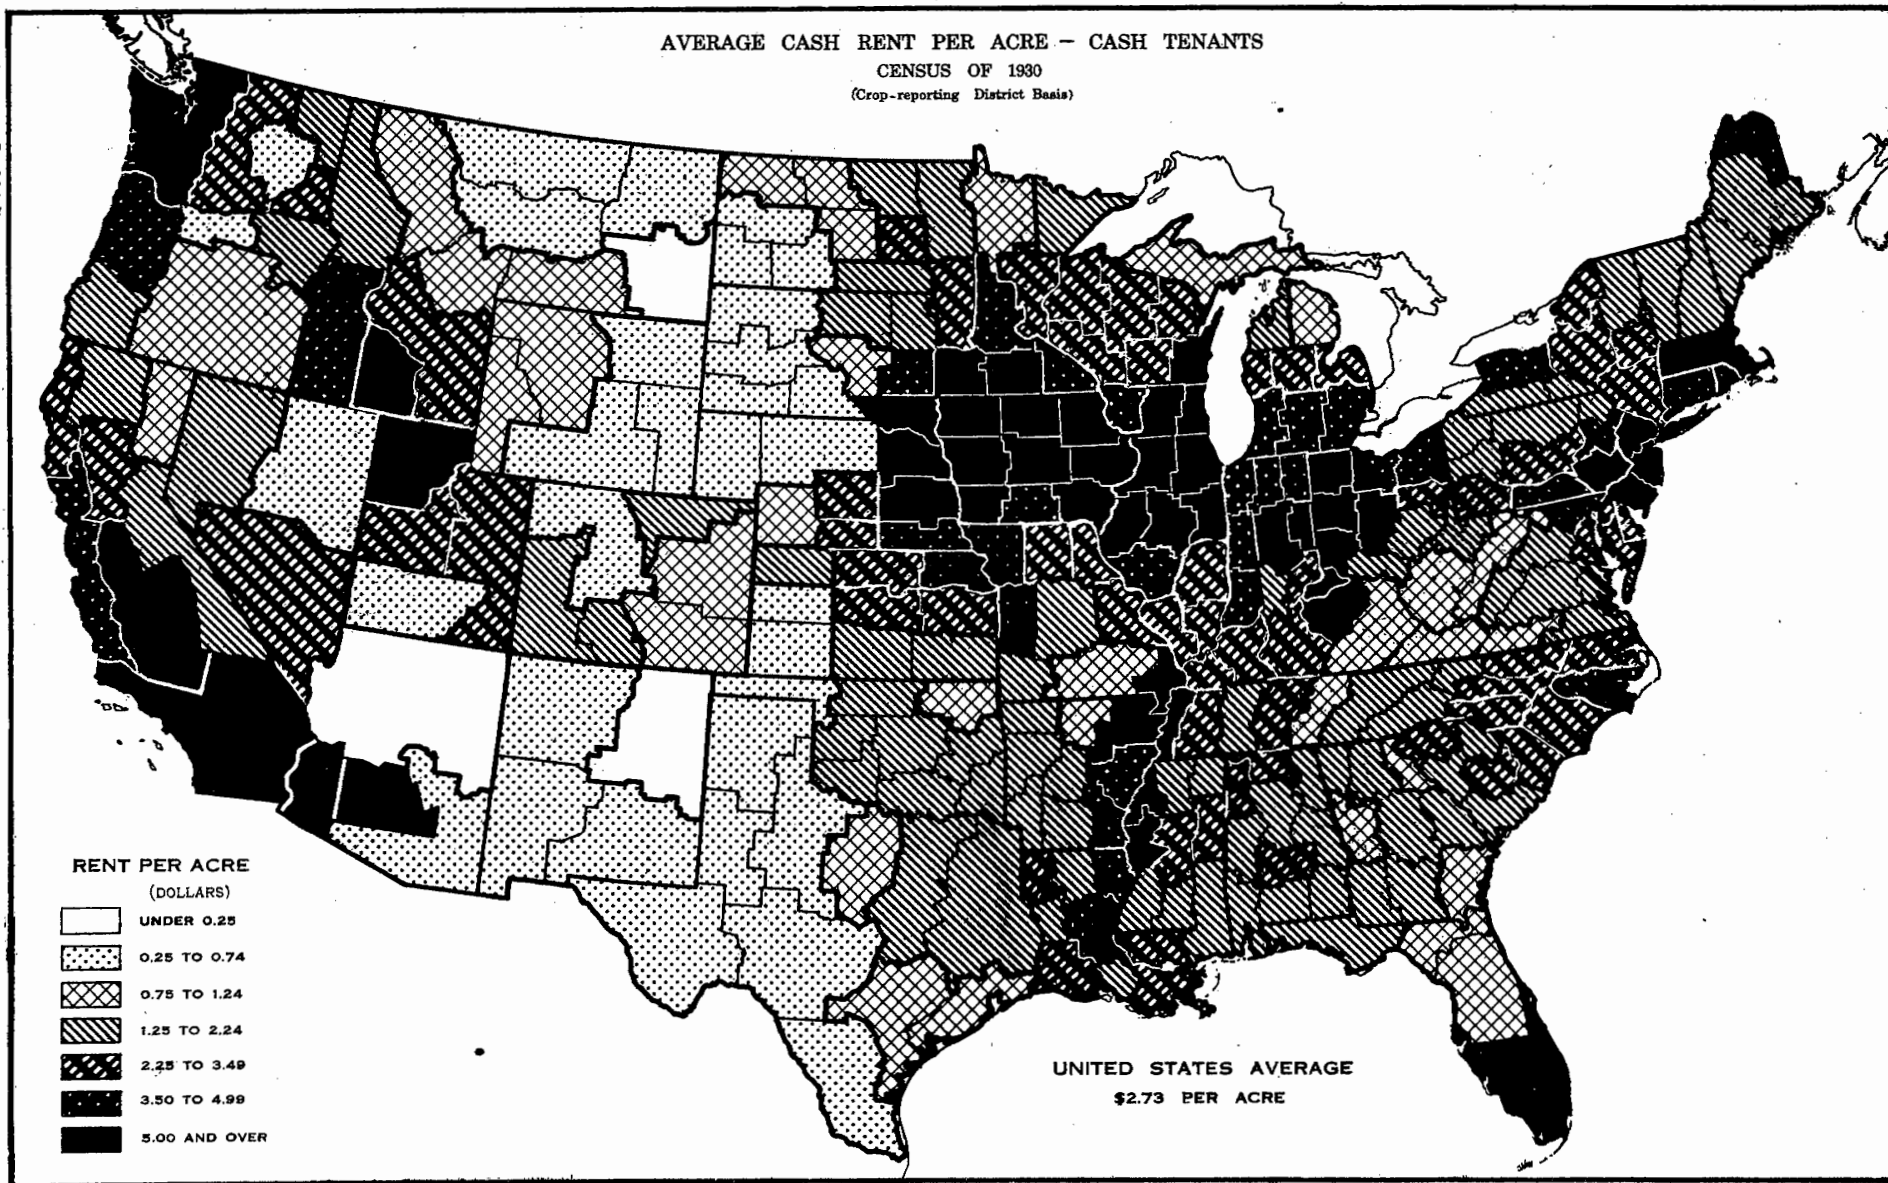 AVERAGE CASH RENT PER ACRE – CASH TENANTS
CENSUS OF 1930
(Crop-reporting District Basis)
RENT PER ACRE
(DOLLARS)
UNDER 0.25
0.25 TO 0.74
0.75 TO 1.24
1.25 TO 2.24
2.25 TO 3.49
3.50 TO 4.99
5.00 AND OVER
UNITED STATES AVERAGE
$2.73 PER ACRE